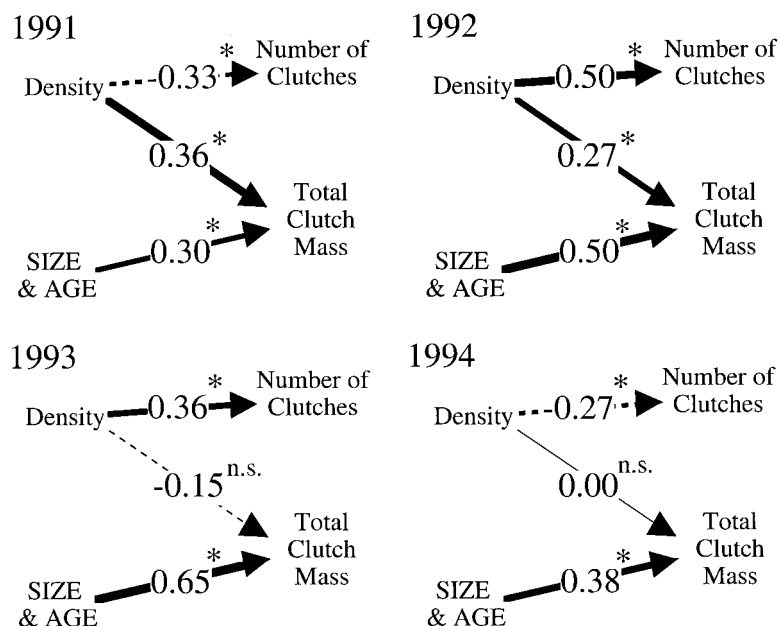 1991
Density
-0.33*
Number of
Clutches
0.36*
Total
Clutch
Mass
0.30*
SIZE
& AGE
1992
Density
0.50*
Number of
Clutches
0.27*
Total
Clutch
Mass
0.50*
SIZE
& AGE
1993
Density
0.36*
Number of
Clutches
-0.15 n.s.
Total
Clutch
Mass
0.65*
SIZE
& AGE
1994
Density
-0.27*
Number of
Clutches
0.00 n.s.
Total
Clutch
Mass
0.38*
SIZE
& AGE